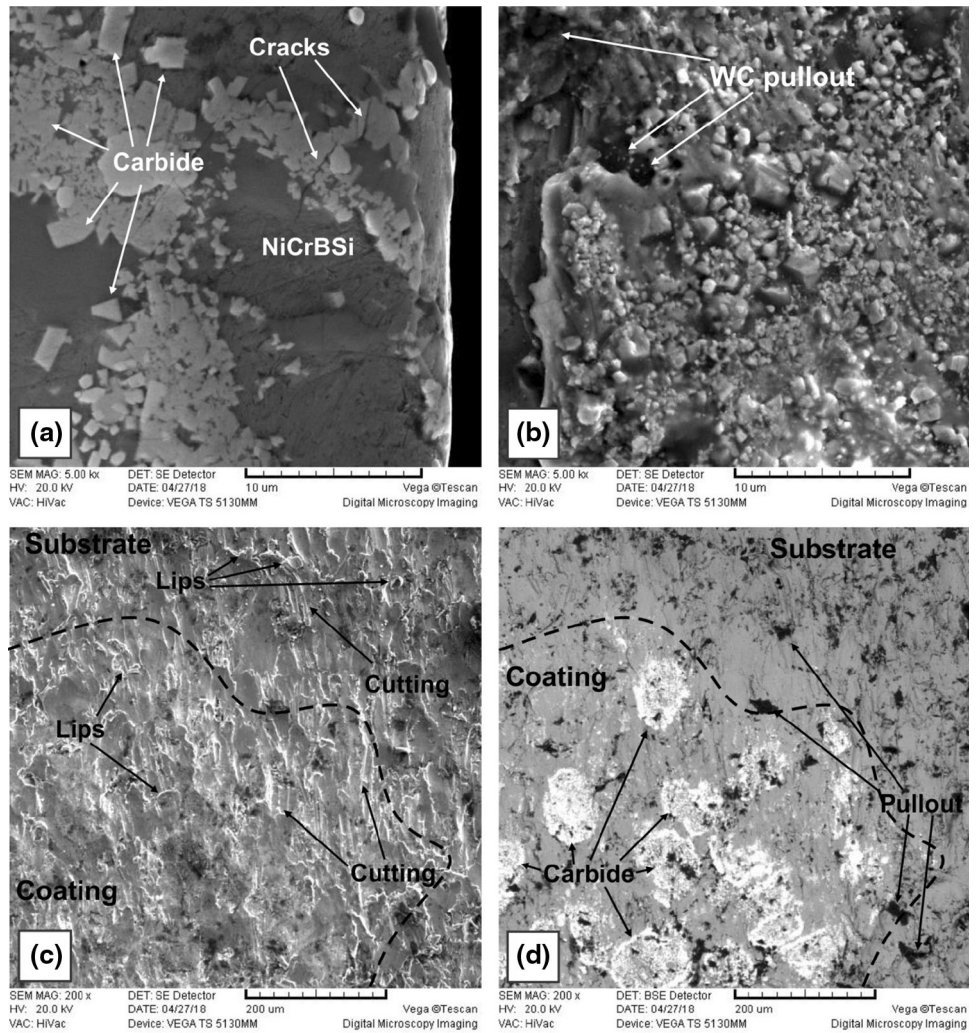 Cracks
Carbide
NiCrBSi
(a)
SEM MAG: 5.00 kx DET: SE Detector
HV: 20.0 kV DATE: 04/27/18 10 um Vega ©Tescan
VAC: HiVac Device: VEGA TS 5130MM Digital Microscopy Imaging
WC pullout
(b)
SEM MAG: 5.00 kx DET: SE Detector
HV: 20.0 kV DATE: 04/27/18 10 um Vega ©Tescan
VAC: HiVac Device: VEGA TS 5130MM Digital Microscopy Imaging
Substrate
Lips
Cutting
Lips
Cutting
Coating
(c)
SEM MAG: 200 x DET: SE Detector
HV: 20.0 kV DATE: 04/27/18 200 um Vega ©Tescan
VAC: HiVac Device: VEGA TS 5130MM Digital Microscopy Imaging
Substrate
Coating
Pullout
Carbide
(d)
SEM MAG: 200 x DET: BSE Detector
HV: 20.0 kV DATE: 04/27/18 200 um Vega ©Tescan
VAC: HiVac Device: VEGA TS 5130MM Digital Microscopy Imaging